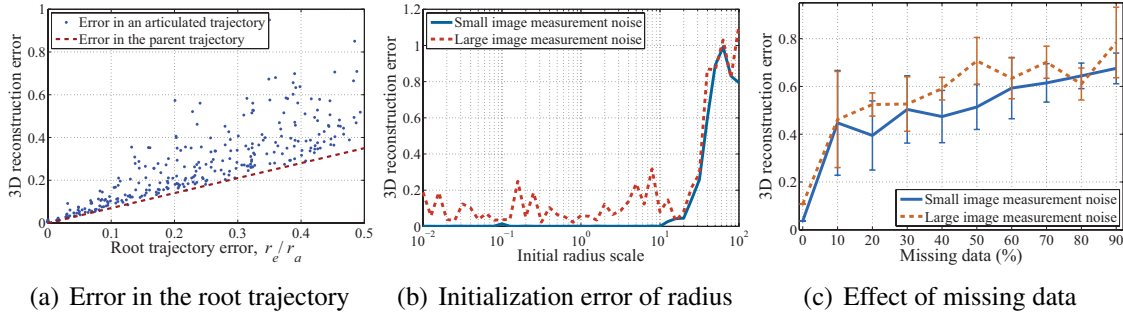 Error in an articulated trajectory
Error in the parent trajectory
3D reconstruction error
1
0.8
0.6
0.4
0.2
0
0
0.1
0.2
0.3
0.4
0.5
Root trajectory error, r_e/r_a
(a) Error in the root trajectory
Small image measurement noise
Large image measurement noise
3D reconstruction error
1.2
1
0.8
0.6
0.4
0.2
0
10^−2
10^−1
10^0
10^1
10^2
Initial radius scale
(b) Initialization error of radius
3D reconstruction error
0.8
0.6
0.4
0.2
0
0 10 20 30 40 50 60 70 80 90
Missing data (%)
Small image measurement noise
Large image measurement noise
(c) Effect of missing data